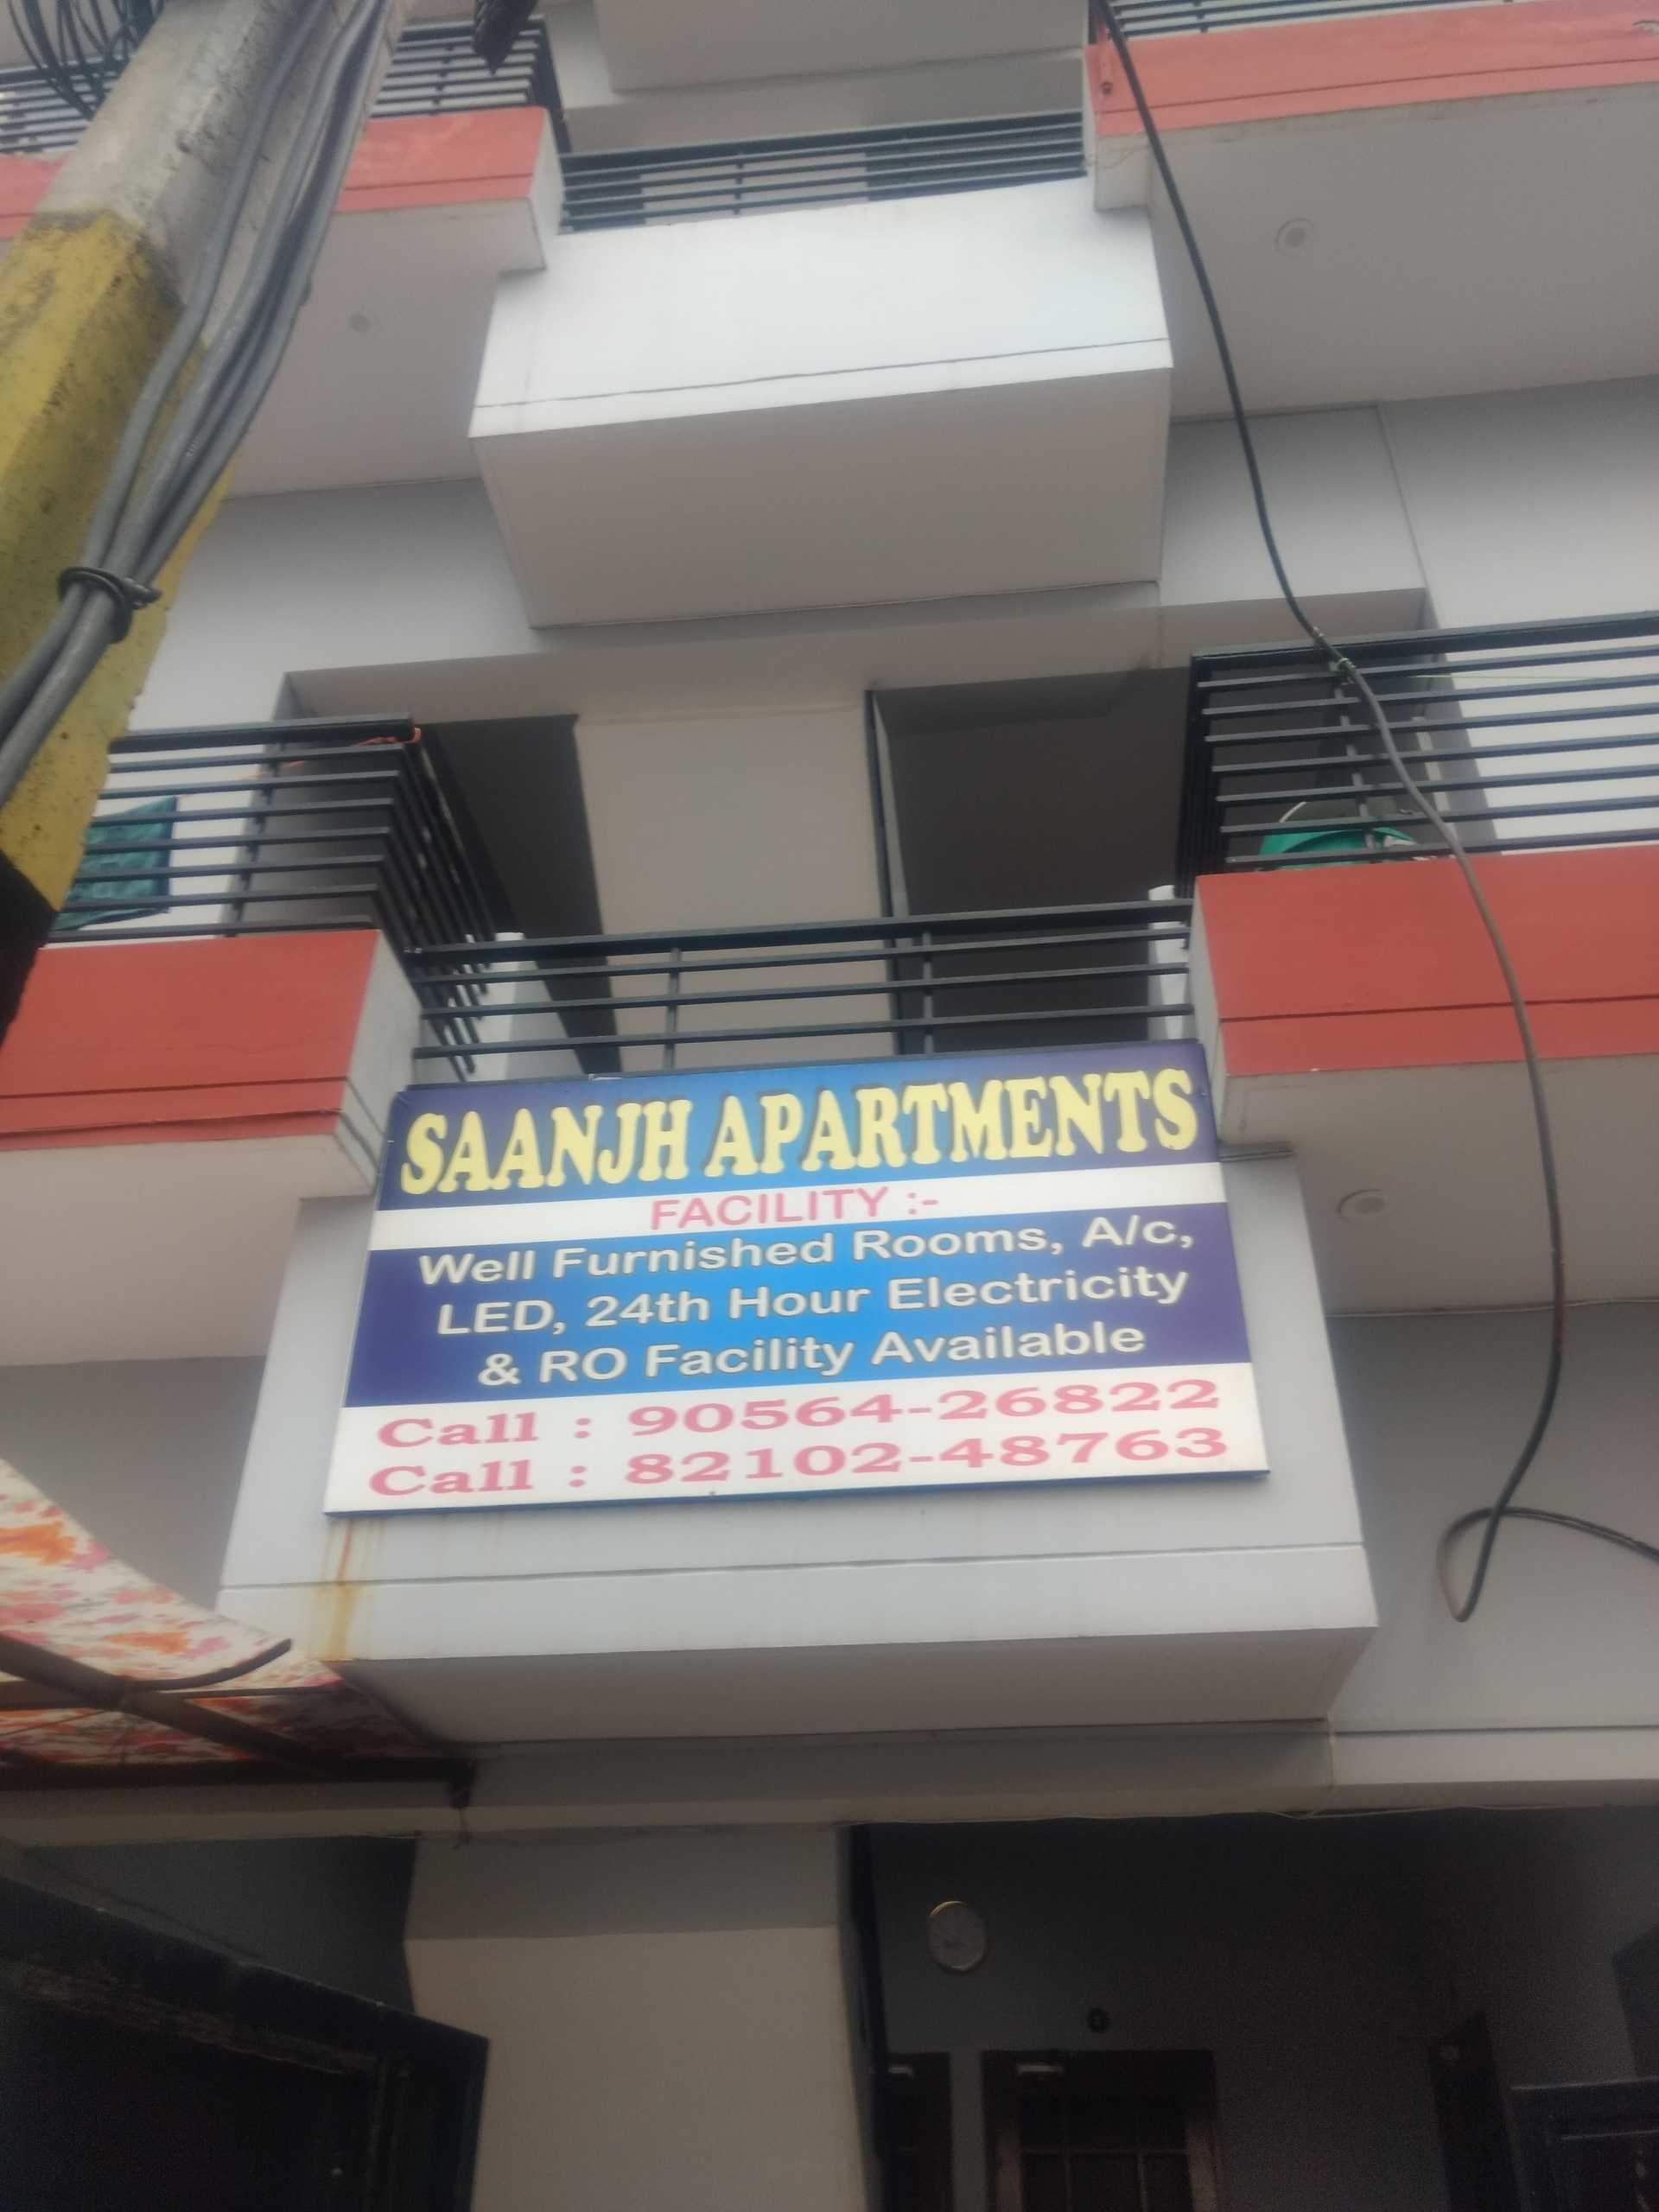 SAANJH APARTMENTS
FACILITY :-
Well Furnished Rooms, A/c,
LED, 24th Hour Electricity
& RO Facility Available
Call : 90564-26822
Call : 82102-48763